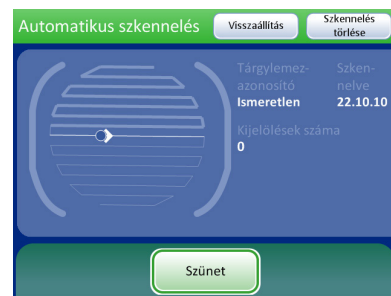 Automatikus szkennelés
Visszaállítás
Szkennelés
törlése
Tárgylemez-
azonosító
Ismeretlen
Szken-
nelve
22.10.10
Kijelölések száma
0
Szünet